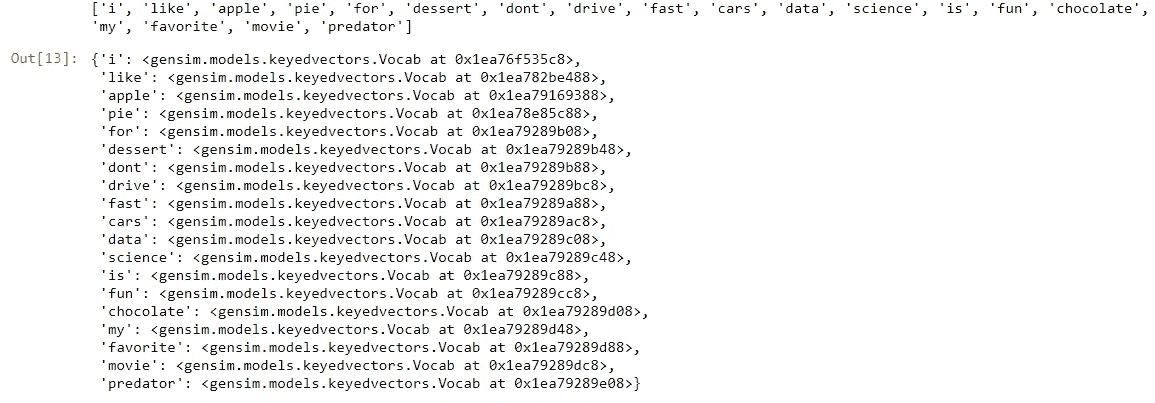 ['i', 'like', 'apple', 'pie', 'for', 'dessert', 'dont', 'drive', 'fast', 'cars', 'data', 'science', 'is', 'fun', 'chocolate',
'my', 'favorite', 'movie', 'predator']
Out[13]: {'i': <gensim.models.keyedvectors.Vocab at 0x1ea76f535c8>,
'like': <gensim.models.keyedvectors.Vocab at 0x1ea782be488>,
'apple': <gensim.models.keyedvectors.Vocab at 0x1ea79169388>,
'pie': <gensim.models.keyedvectors.Vocab at 0x1ea78e85c88>,
'for': <gensim.models.keyedvectors.Vocab at 0x1ea79289b08>,
'dessert': <gensim.models.keyedvectors.Vocab at 0x1ea79289b48>,
'dont': <gensim.models.keyedvectors.Vocab at 0x1ea79289b88>,
'drive': <gensim.models.keyedvectors.Vocab at 0x1ea79289bc8>,
'fast': <gensim.models.keyedvectors.Vocab at 0x1ea79289a88>,
'cars': <gensim.models.keyedvectors.Vocab at 0x1ea79289ac8>,
'data': <gensim.models.keyedvectors.Vocab at 0x1ea79289c08>,
'science': <gensim.models.keyedvectors.Vocab at 0x1ea79289c48>,
'is': <gensim.models.keyedvectors.Vocab at 0x1ea79289c88>,
'fun': <gensim.models.keyedvectors.Vocab at 0x1ea79289cc8>,
'chocolate': <gensim.models.keyedvectors.Vocab at 0x1ea79289d08>,
'my': <gensim.models.keyedvectors.Vocab at 0x1ea79289d48>,
'favorite': <gensim.models.keyedvectors.Vocab at 0x1ea79289d88>,
'movie': <gensim.models.keyedvectors.Vocab at 0x1ea79289dc8>,
'predator': <gensim.models.keyedvectors.Vocab at 0x1ea79289e08>}